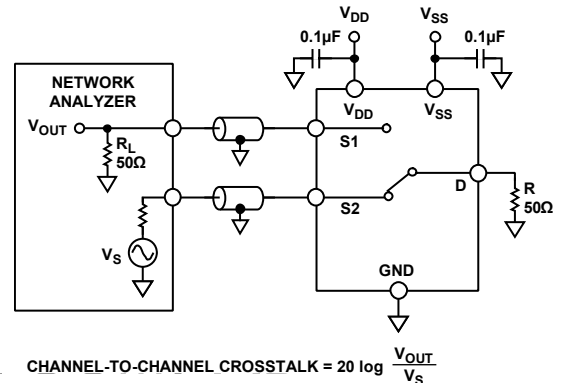 VDD
VSS
0.1µF
0.1µF
NETWORK
ANALYZER
VDD
VSS
VOUT
RL
50Ω
S1
S2
D
R
50Ω
VS
GND
CHANNEL-TO-CHANNEL CROSSTALK = 20 log VOUT
VS